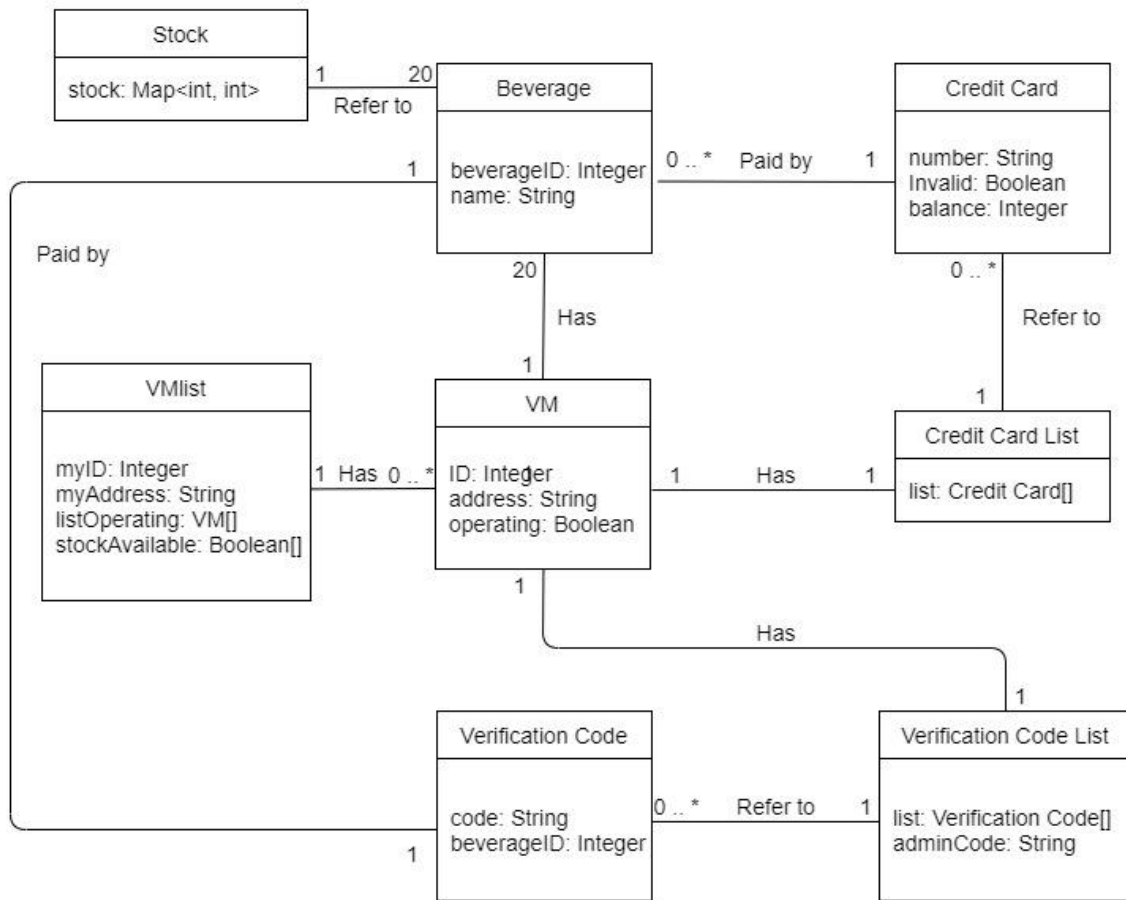 Stock
stock: Map<int, int>
1
20
Refer to
Beverage
beverageID: Integer
name: String
Credit Card
number: String
Invalid: Boolean
balance: Integer
0 .. *
Paid by
1
1
Paid by
20
Has
1
0 .. *
Refer to
1
VMlist
myID: Integer
myAddress: String
listOperating: VM[]
stockAvailable: Boolean[]
1 Has 0 .. *
VM
ID: Integer
1
address: String
operating: Boolean
1
Has
1
Credit Card List
list: Credit Card[]
1
Has
1
Verification Code
code: String
beverageID: Integer
1
0 .. *
Refer to
1
Verification Code List
list: Verification Code[]
adminCode: String